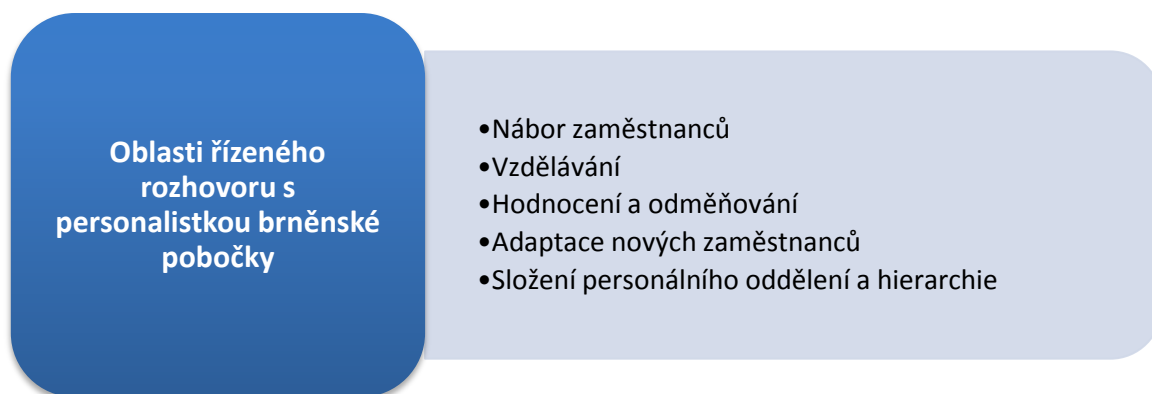 Oblasti řízeného
rozhovoru s
personalistkou brněnské
pobočky
•Nábor zaměstnanců
•Vzdělávání
•Hodnocení a odměňování
•Adaptace nových zaměstnanců
•Složení personálního oddělení a hierarchie